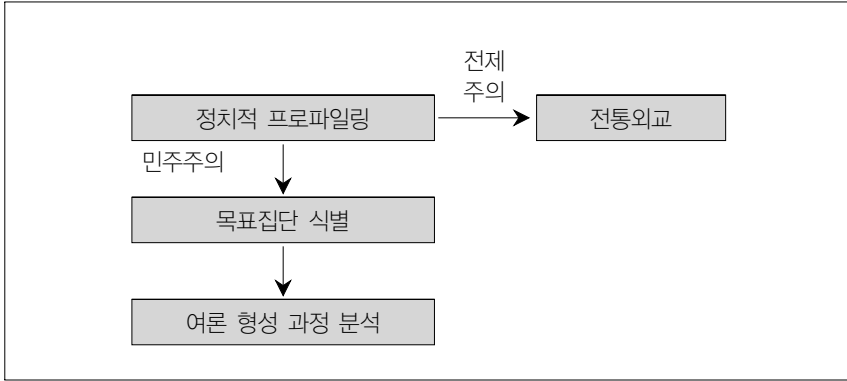 전제
주의
정치적 프로파일링
전통외교
민주주의
목표집단 식별
여론 형성 과정 분석